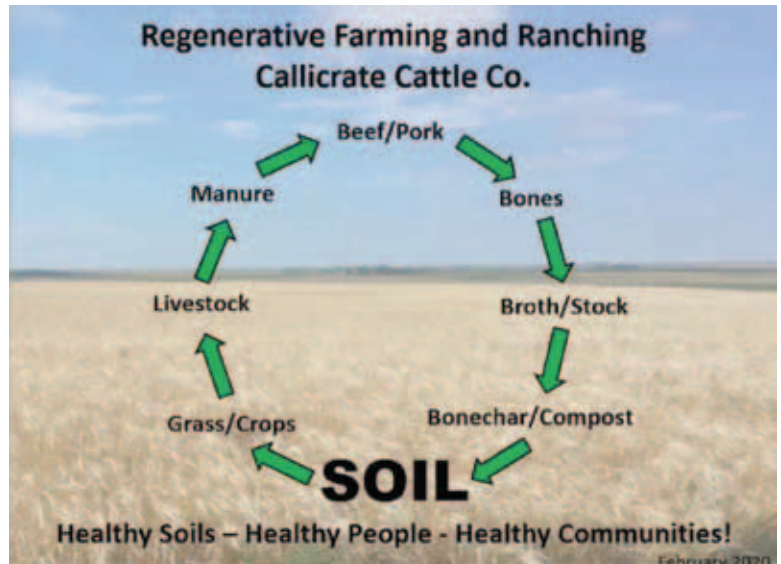 Regenerative Farming and Ranching
Callicrate Cattle Co.
Beef/Pork
Manure
Bones
Livestock
Broth/Stock
Grass/Crops
Bonechar/Compost
SOIL
Healthy Soils – Healthy People - Healthy Communities!
February 2020